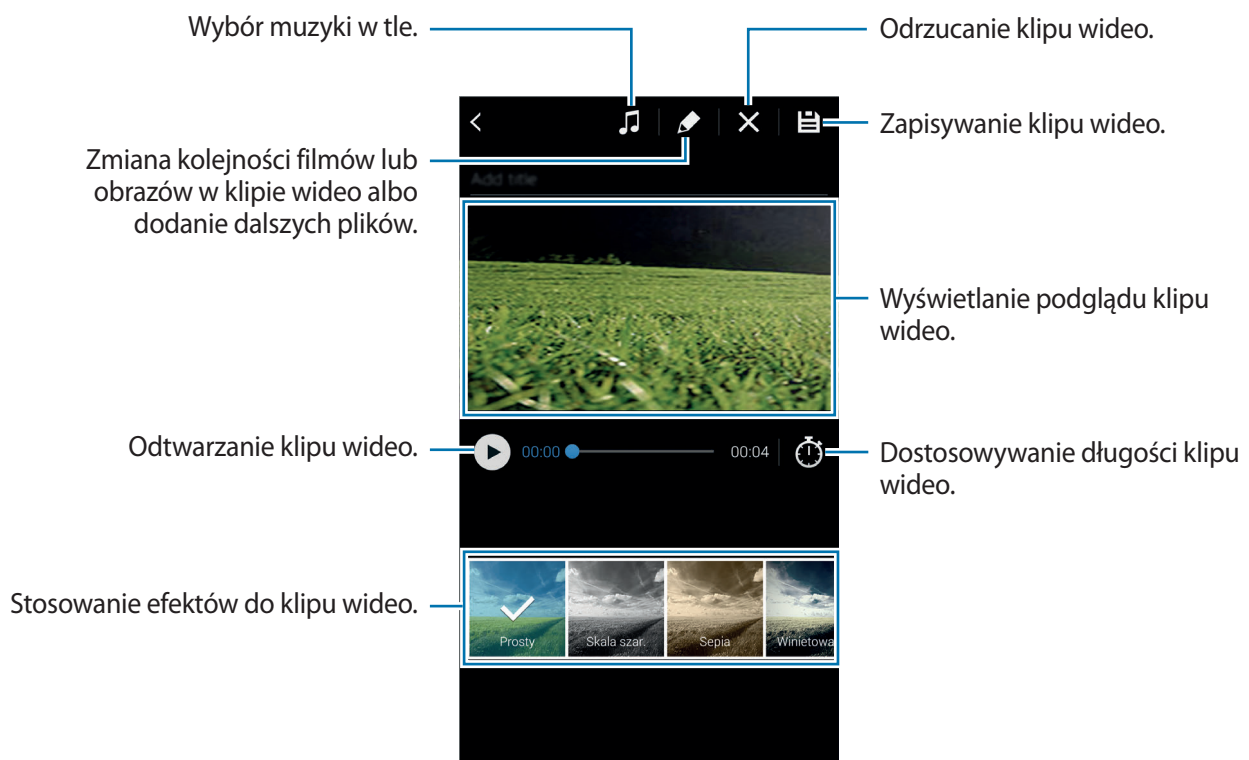 Wybór muzyki w tle.
Odrzucanie klipu wideo.
Zapisywanie klipu wideo.
Zmiana kolejności filmów lub
obrazów w klipie wideo albo
dodanie dalszych plików.
Add title
Wyświetlanie podglądu klipu
wideo.
Odtwarzanie klipu wideo.
00:00
00:04
Dostosowywanie długości klipu
wideo.
Stosowanie efektów do klipu wideo.
Prosty
Skala szar.
Sepia
Winietowa